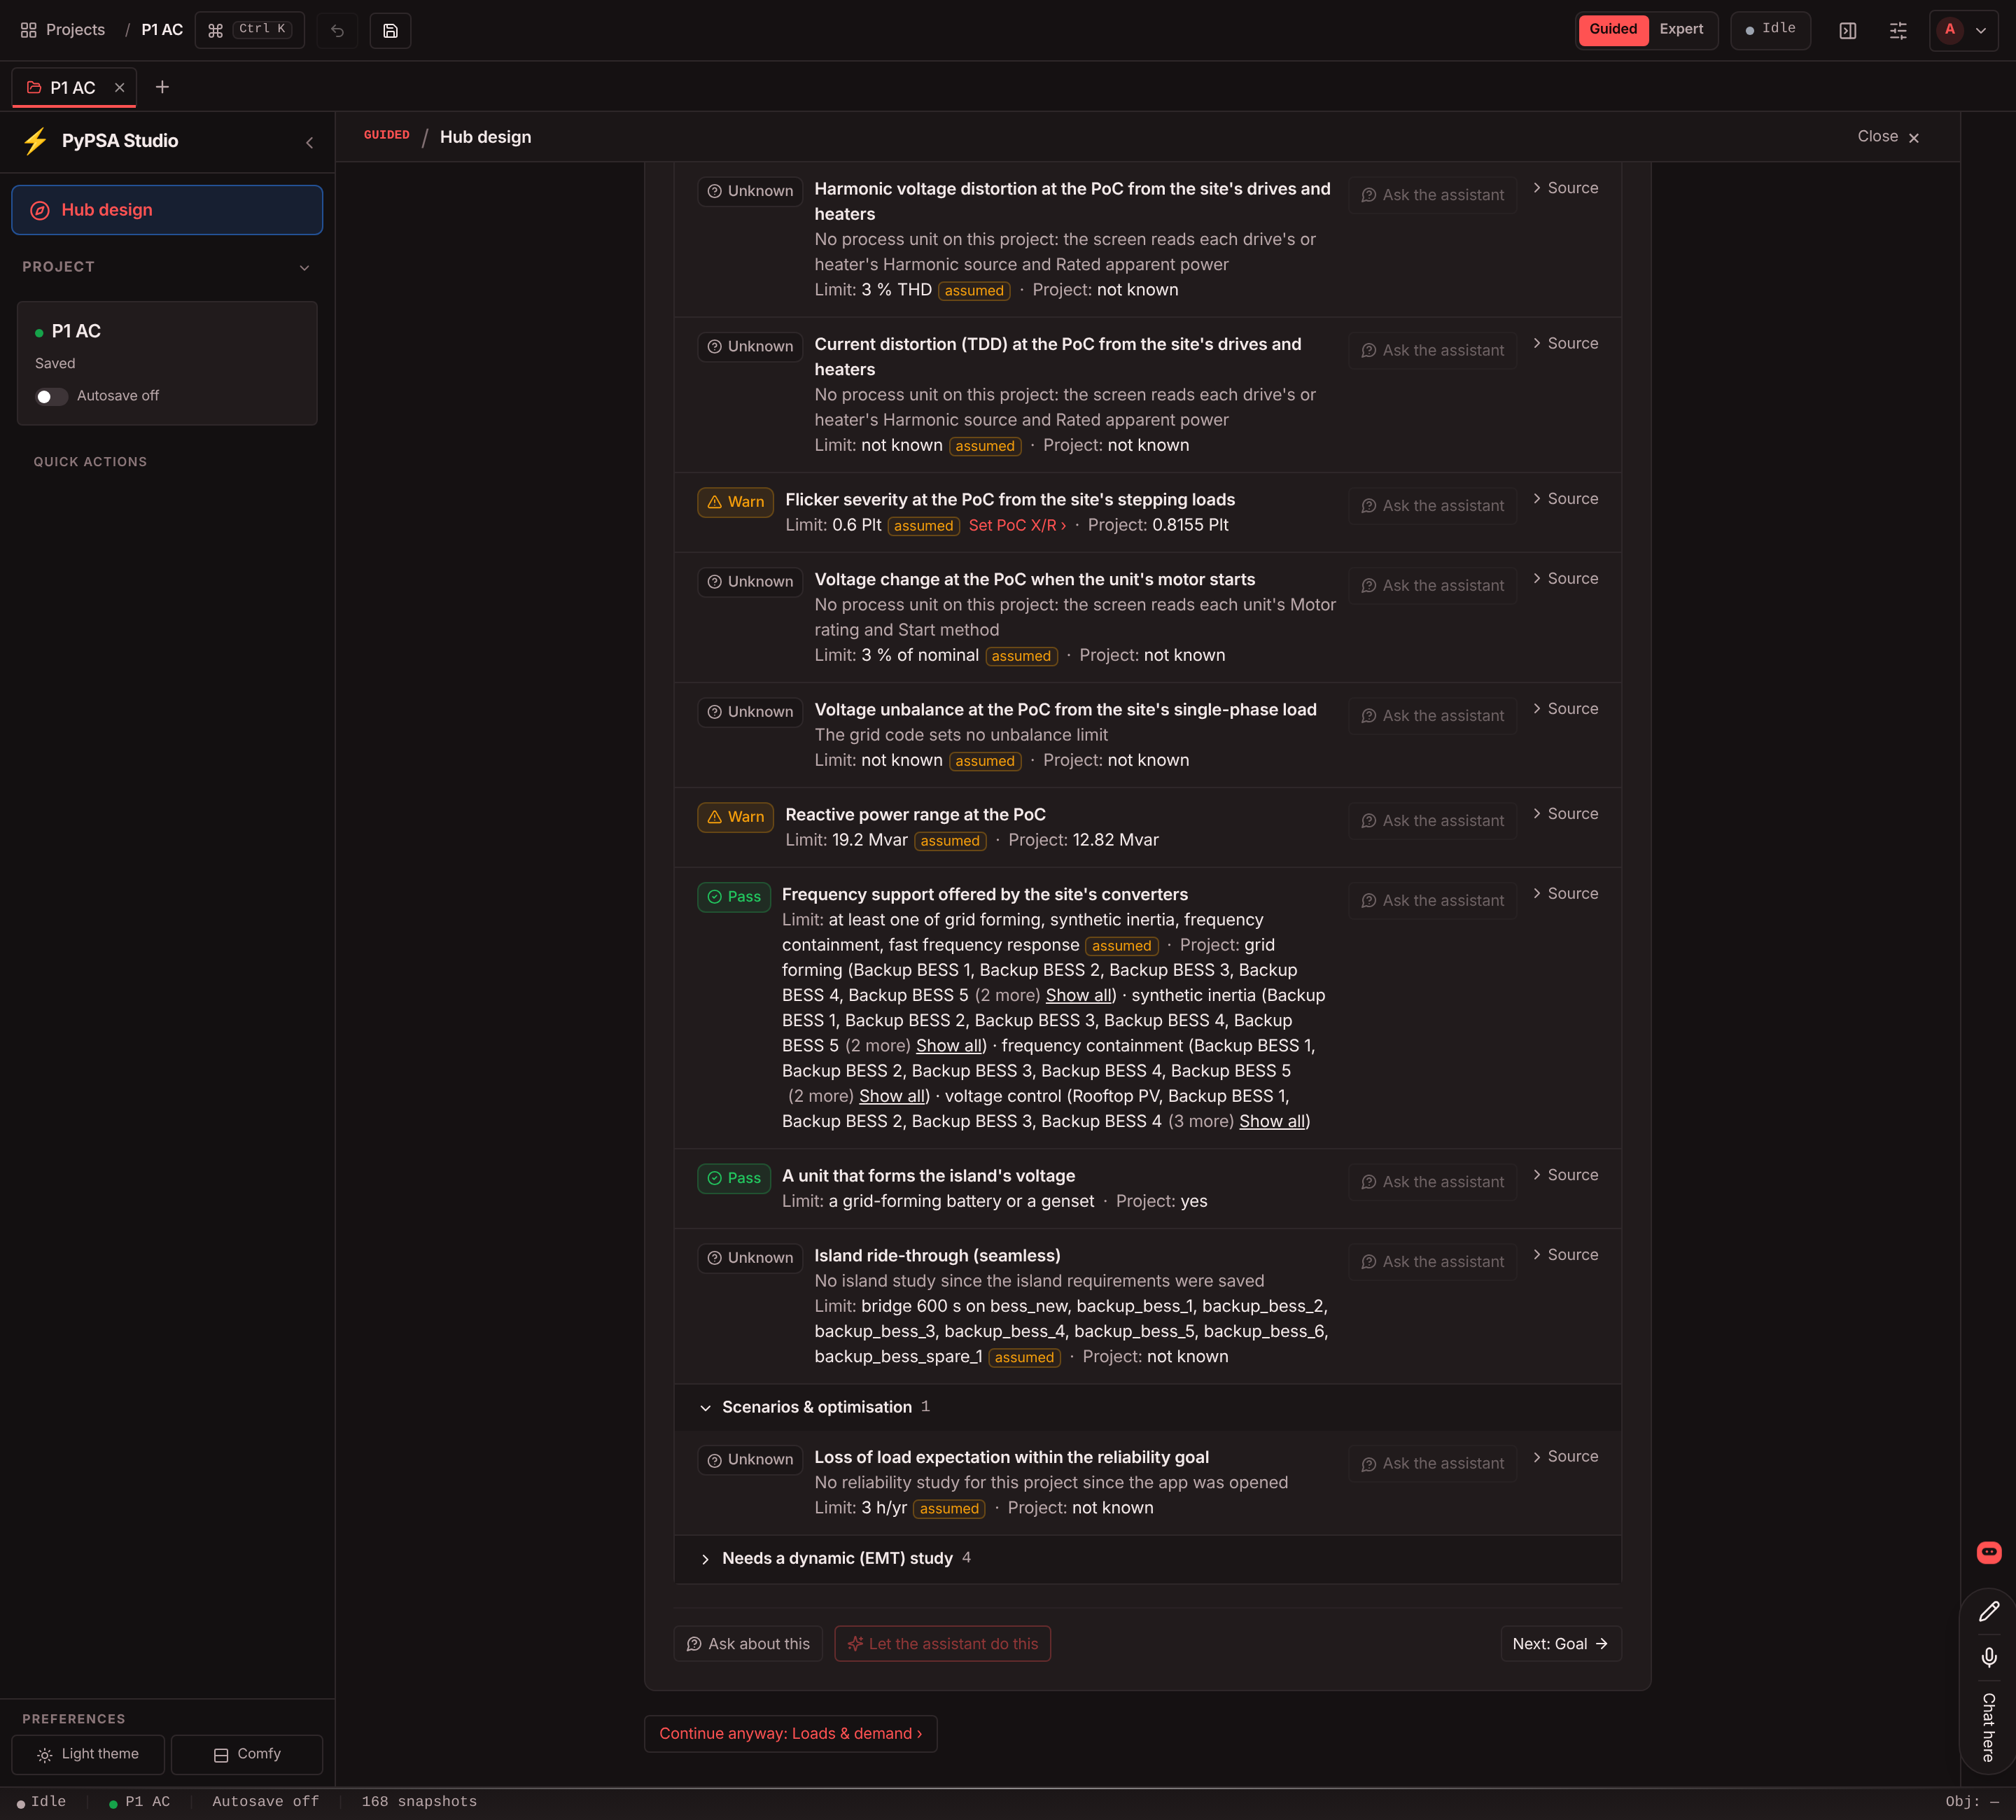 Projects / P1 AC Ctrl K Guided Expert Idle A
P1 AC
PyPSA Studio
GUIDED / Hub design Close
Hub design
PROJECT
P1 AC
Saved
Autosave off
QUICK ACTIONS
Unknown Harmonic voltage distortion at the PoC from the site's drives and Ask the assistant Source
heaters
No process unit on this project: the screen reads each drive's or
heater's Harmonic source and Rated apparent power
Limit: 3 % THD assumed · Project: not known
Unknown Current distortion (TDD) at the PoC from the site's drives and Ask the assistant Source
heaters
No process unit on this project: the screen reads each drive's or
heater's Harmonic source and Rated apparent power
Limit: not known assumed · Project: not known
Warn Flicker severity at the PoC from the site's stepping loads Ask the assistant Source
Limit: 0.6 Plt assumed Set PoC X/R › · Project: 0.8155 Plt
Unknown Voltage change at the PoC when the unit's motor starts Ask the assistant Source
No process unit on this project: the screen reads each unit's Motor
rating and Start method
Limit: 3 % of nominal assumed · Project: not known
Unknown Voltage unbalance at the PoC from the site's single-phase load Ask the assistant Source
The grid code sets no unbalance limit
Limit: not known assumed · Project: not known
Warn Reactive power range at the PoC Ask the assistant Source
Limit: 19.2 Mvar assumed · Project: 12.82 Mvar
Pass Frequency support offered by the site's converters Ask the assistant Source
Limit: at least one of grid forming, synthetic inertia, frequency
containment, fast frequency response assumed · Project: grid
forming (Backup BESS 1, Backup BESS 2, Backup BESS 3, Backup
BESS 4, Backup BESS 5 (2 more) Show all) · synthetic inertia (Backup
BESS 1, Backup BESS 2, Backup BESS 3, Backup BESS 4, Backup
BESS 5 (2 more) Show all) · frequency containment (Backup BESS 1,
Backup BESS 2, Backup BESS 3, Backup BESS 4, Backup BESS 5
(2 more) Show all) · voltage control (Rooftop PV, Backup BESS 1,
Backup BESS 2, Backup BESS 3, Backup BESS 4 (3 more) Show all)
Pass A unit that forms the island's voltage Ask the assistant Source
Limit: a grid-forming battery or a genset · Project: yes
Unknown Island ride-through (seamless) Ask the assistant Source
No island study since the island requirements were saved
Limit: bridge 600 s on bess_new, backup_bess_1, backup_bess_2,
backup_bess_3, backup_bess_4, backup_bess_5, backup_bess_6,
backup_bess_spare_1 assumed · Project: not known
Scenarios & optimisation 1
Unknown Loss of load expectation within the reliability goal Ask the assistant Source
No reliability study for this project since the app was opened
Limit: 3 h/yr assumed · Project: not known
Needs a dynamic (EMT) study 4
Ask about this Let the assistant do this Next: Goal →
Continue anyway: Loads & demand ›
Chat here
PREFERENCES
Light theme Comfy
Idle P1 AC Autosave off 168 snapshots Obj: —